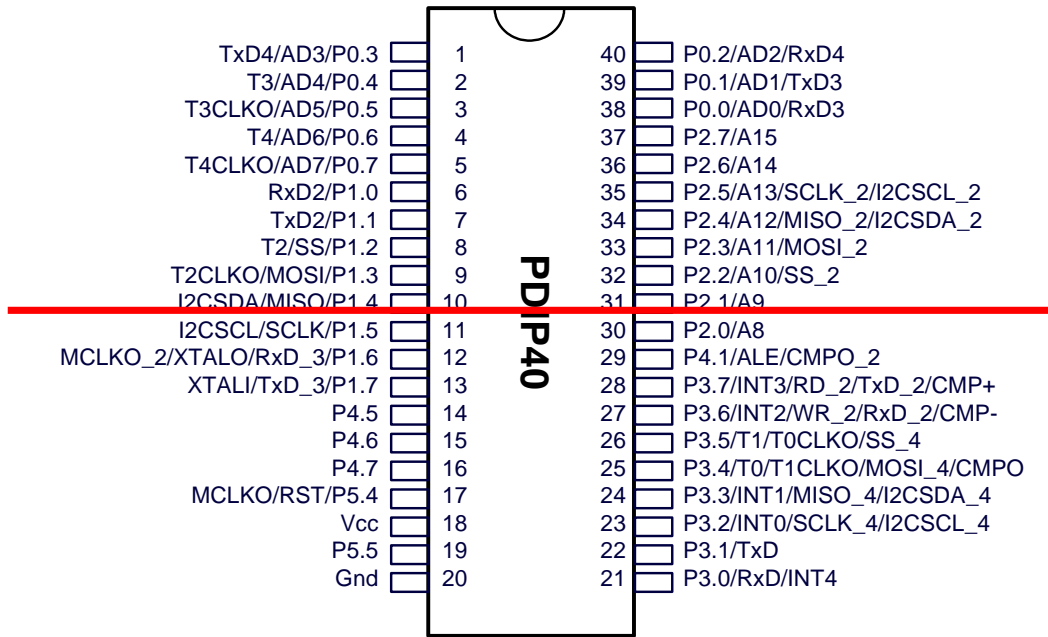 TxD4/AD3/P0.3 1 40 P0.2/AD2/RxD4
T3/AD4/P0.4 2 39 P0.1/AD1/TxD3
T3CLKO/AD5/P0.5 3 38 P0.0/AD0/RxD3
T4/AD6/P0.6 4 37 P2.7/A15
T4CLKO/AD7/P0.7 5 36 P2.6/A14
RxD2/P1.0 6 35 P2.5/A13/SCLK_2/I2CSCL_2
TxD2/P1.1 7 34 P2.4/A12/MISO_2/I2CSDA_2
T2/SS/P1.2 8 33 P2.3/A11/MOSI_2
T2CLKO/MOSI/P1.3 9 32 P2.2/A10/SS_2
I2CSDA/MISO/P1.4 10 31 P2.1/A9
I2CSCL/SCLK/P1.5 11 30 P2.0/A8
MCLKO_2/XTALO/RxD_3/P1.6 12 29 P4.1/ALE/CMPO_2
XTALI/TxD_3/P1.7 13 28 P3.7/INT3/RD_2/TxD_2/CMP+
P4.5 14 27 P3.6/INT2/WR_2/RxD_2/CMP-
P4.6 15 26 P3.5/T1/T0CLKO/SS_4
P4.7 16 25 P3.4/T0/T1CLKO/MOSI_4/CMPO
MCLKO/RST/P5.4 17 24 P3.3/INT1/MISO_4/I2CSDA_4
Vcc 18 23 P3.2/INT0/SCLK_4/I2CSCL_4
P5.5 19 22 P3.1/TxD
Gnd 20 21 P3.0/RxD/INT4
PDIP40